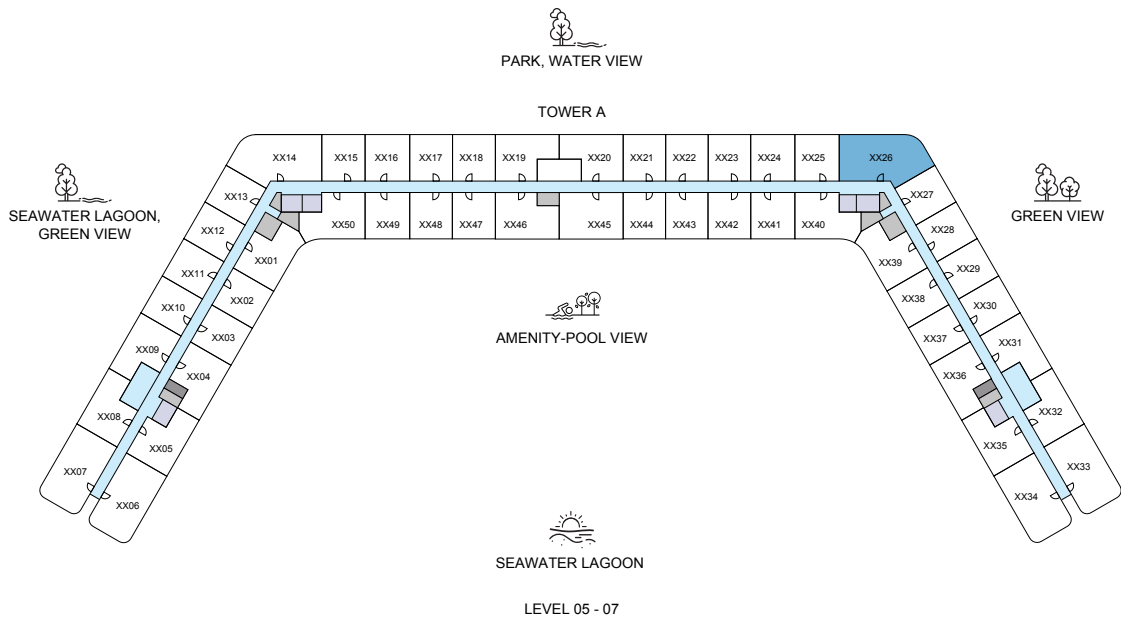 PARK, WATER VIEW
TOWER A
XX14
XX15
XX16
XX17
XX18
XX19
XX20
XX21
XX22
XX23
XX24
XX25
XX26
XX13
XX27
SEAWATER LAGOON,
GREEN VIEW
GREEN VIEW
XX12
XX50
XX49
XX48
XX47
XX46
XX45
XX44
XX43
XX42
XX41
XX40
XX28
XX01
XX39
XX11
XX29
XX02
XX38
XX10
XX30
XX03
XX37
AMENITY-POOL VIEW
XX09
XX31
XX04
XX36
XX08
XX32
XX05
XX35
XX07
XX33
XX06
XX34
SEAWATER LAGOON
LEVEL 05 - 07